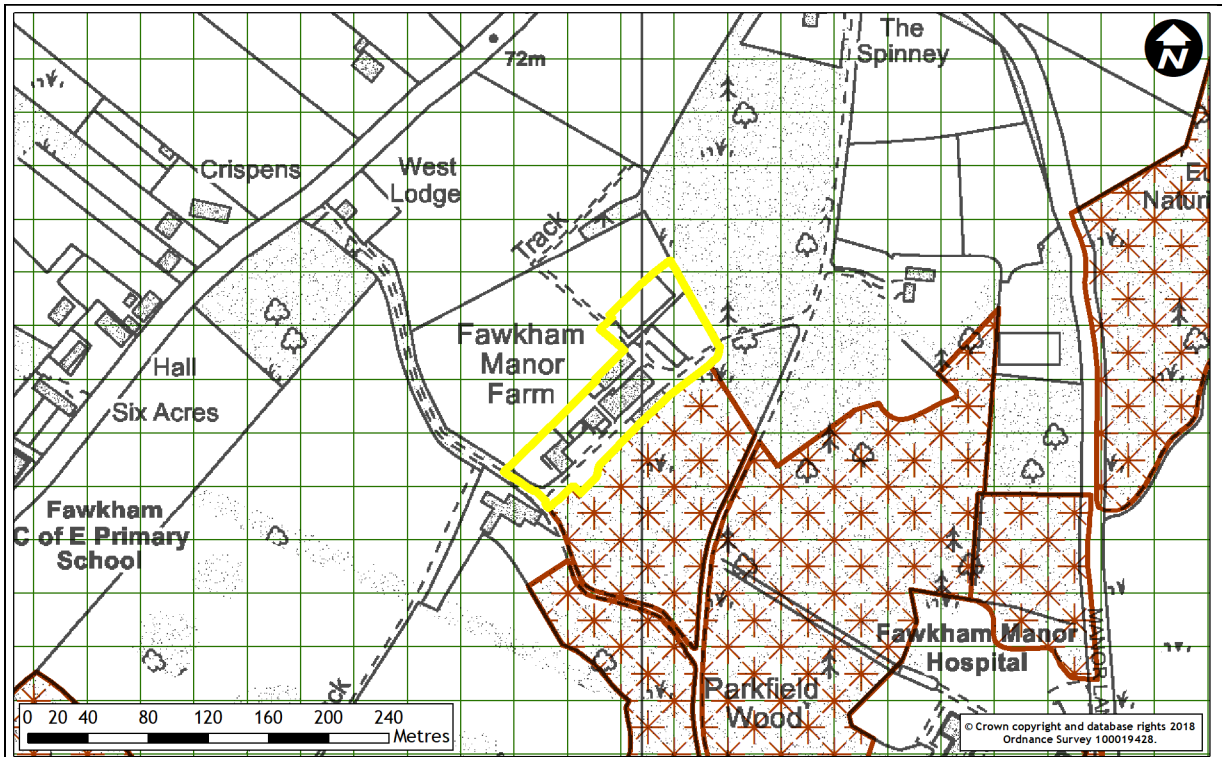 The
Spinney
N
72m
Crispens
West
Lodge
Track
Fawkham
Manor
Farm
Hall
Six Acres
Fawkham
C of E Primary
School
Fawkham Manor
Hospital
Parkfield
Wood
0 20 40 80 120 160 200 240
Metres
© Crown copyright and database rights 2018
Ordnance Survey 100019428.